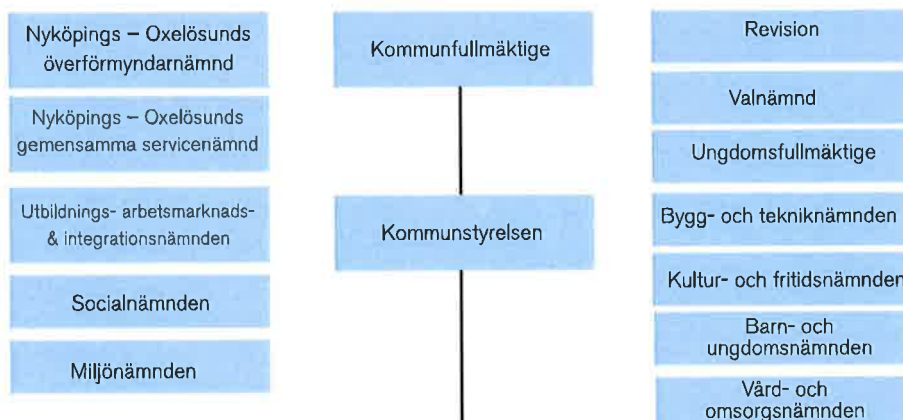 Nyköpings – Oxelösunds
överförmyndarnämnd
Nyköpings – Oxelösunds
gemensamma servicenämnd
Utbildnings- arbetsmarknads-
& integrationsnämnden
Socialnämnden
Miljönämnden
Kommunfullmäktige
Kommunstyrelsen
Revision
Valnämnd
Ungdomsfullmäktige
Bygg- och tekniknämnden
Kultur- och fritidsnämnden
Barn- och
ungdomsnämnden
Vård- och
omsorgsnämnden